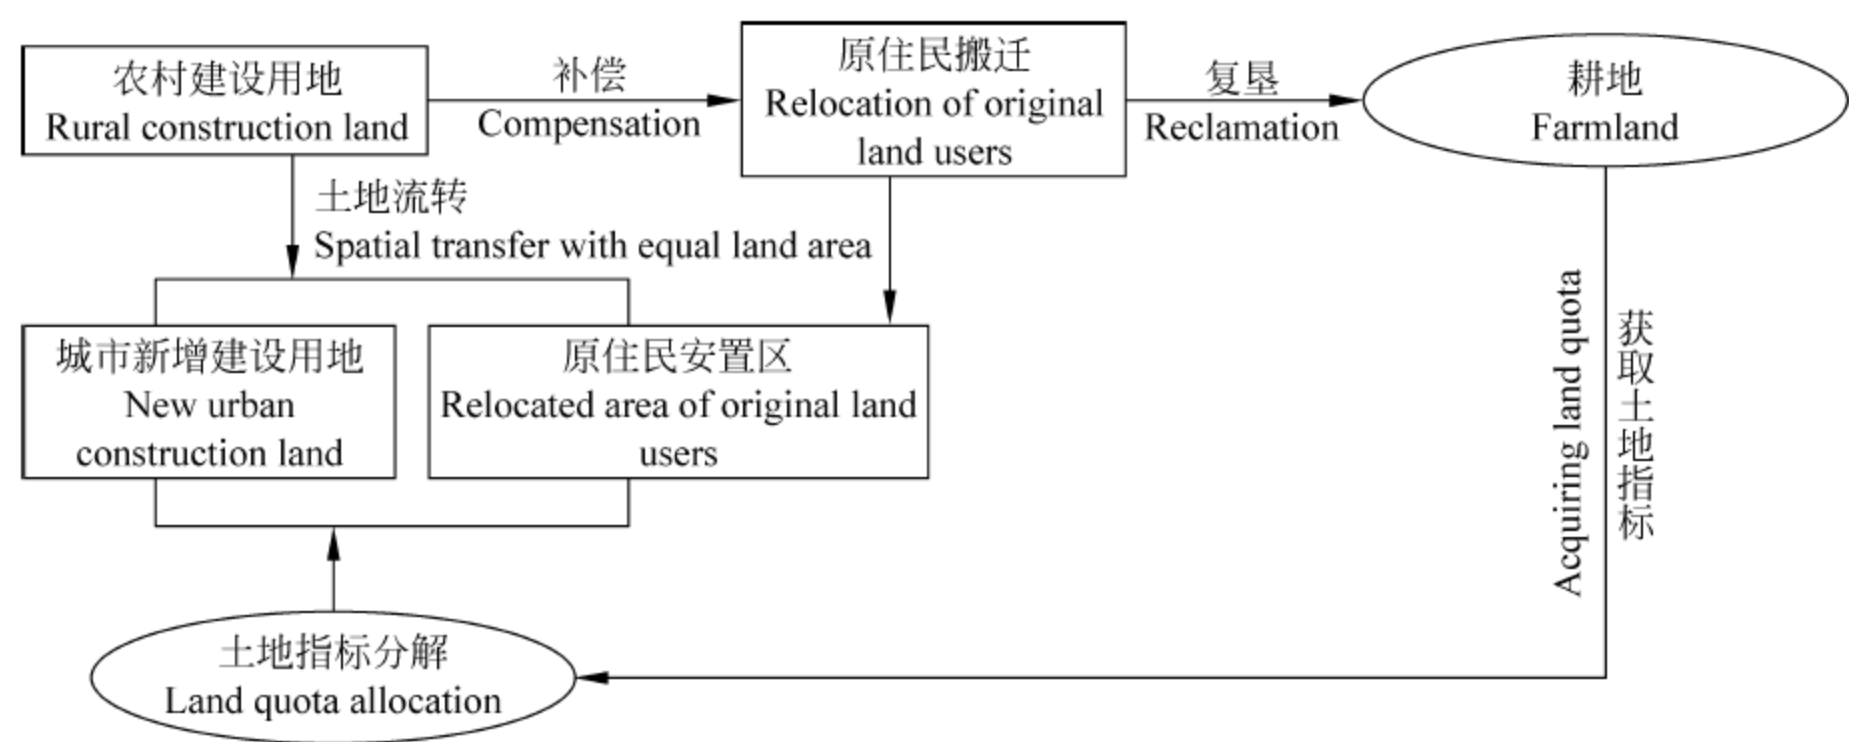 农村建设用地
Rural construction land
补偿
Compensation
原住民搬迁
Relocation of original
land users
复垦
Reclamation
耕地
Farmland
土地流转
Spatial transfer with equal land area
城市新增建设用地
New urban
construction land
原住民安置区
Relocated area of original land
users
Acquiring land quota
获取土地指标
土地指标分解
Land quota allocation